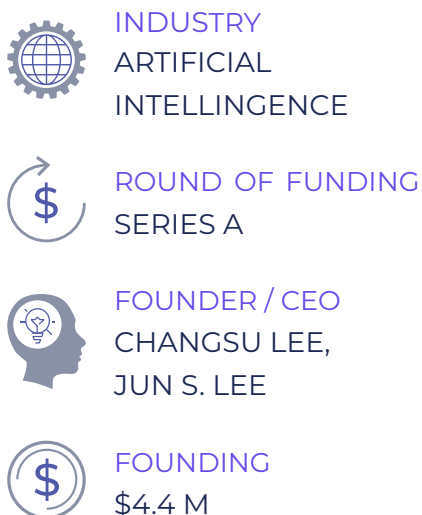 INDUSTRY
ARTIFICIAL
INTELLINGENCE
ROUND OF FUNDING
SERIES A
FOUNDER / CEO
CHANGSU LEE,
JUN S. LEE
FOUNDING
$4.4 M
$
$